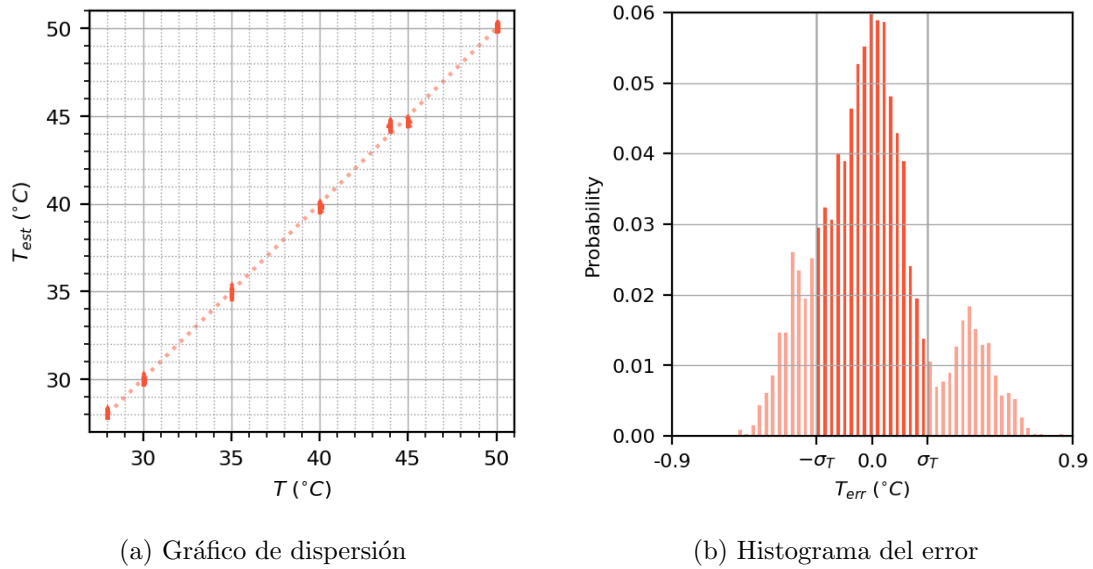 50
45
40
35
30
T_est (°C)
30 35 40 45 50
T (°C)
(a) Gráfico de dispersión
0.06
0.05
0.04
0.03
0.02
0.01
0.00
Probability
-0.9 −σ_T 0.0 σ_T 0.9
T_err (°C)
(b) Histograma del error